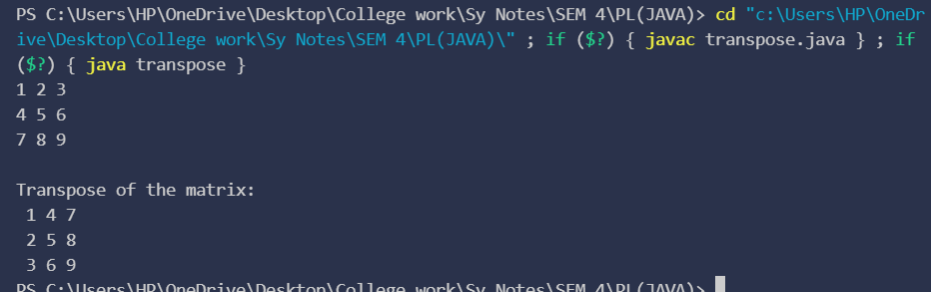 PS C:\Users\HP\OneDrive\Desktop\College work\Sy Notes\SEM 4\PL(JAVA)> cd "c:\Users\HP\OneDr
ive\Desktop\College work\Sy Notes\SEM 4\PL(JAVA)\" ; if ($?) { javac transpose.java } ; if
($?) { java transpose }
1 2 3
4 5 6
7 8 9

Transpose of the matrix:
 1 4 7
 2 5 8
 3 6 9
PS C:\Users\HP\OneDrive\Desktop\College work\Sy Notes\SEM 4\PL(JAVA)>